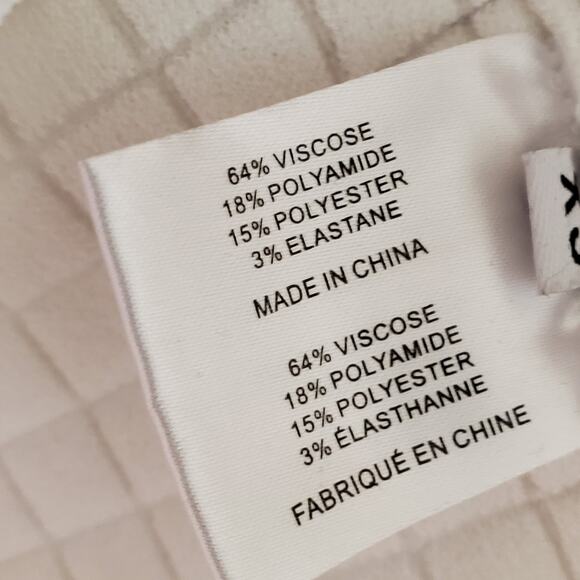 64% VISCOSE
18% POLYAMIDE
15% POLYESTER
3% ELASTANE
MADE IN CHINA
64% VISCOSE
18% POLYAMIDE
15% POLYESTER
3% ÉLASTHANNE
FABRIQUÉ EN CHINE